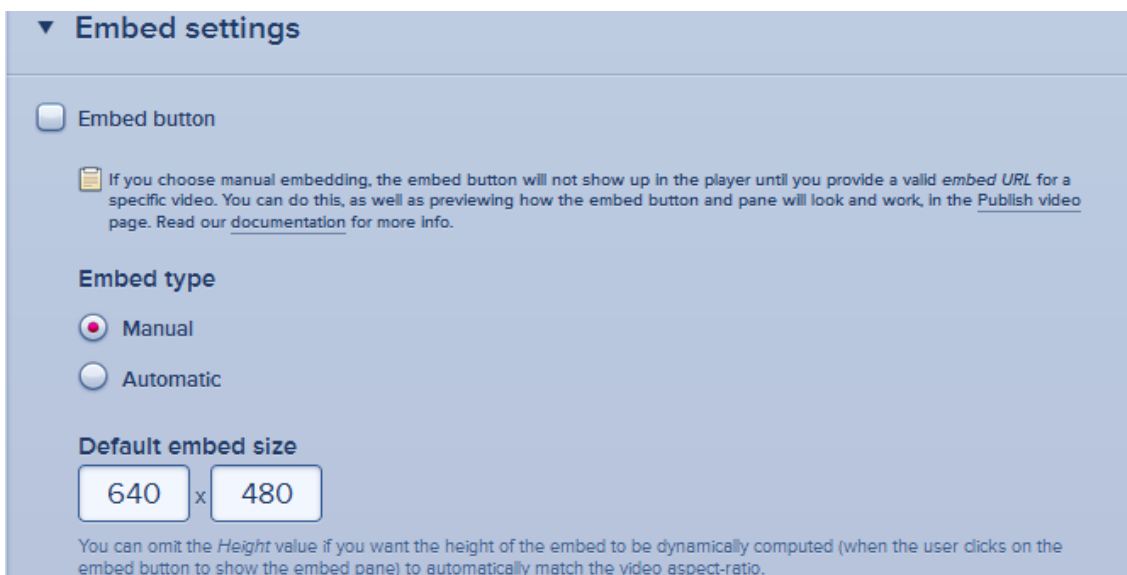 Embed settings
Embed button
If you choose manual embedding, the embed button will not show up in the player until you provide a valid embed URL for a
specific video. You can do this, as well as previewing how the embed button and pane will look and work, in the Publish video
page. Read our documentation for more info.
Embed type
Manual
Automatic
Default embed size
640 x 480
You can omit the Height value if you want the height of the embed to be dynamically computed (when the user clicks on the
embed button to show the embed pane) to automatically match the video aspect-ratio.